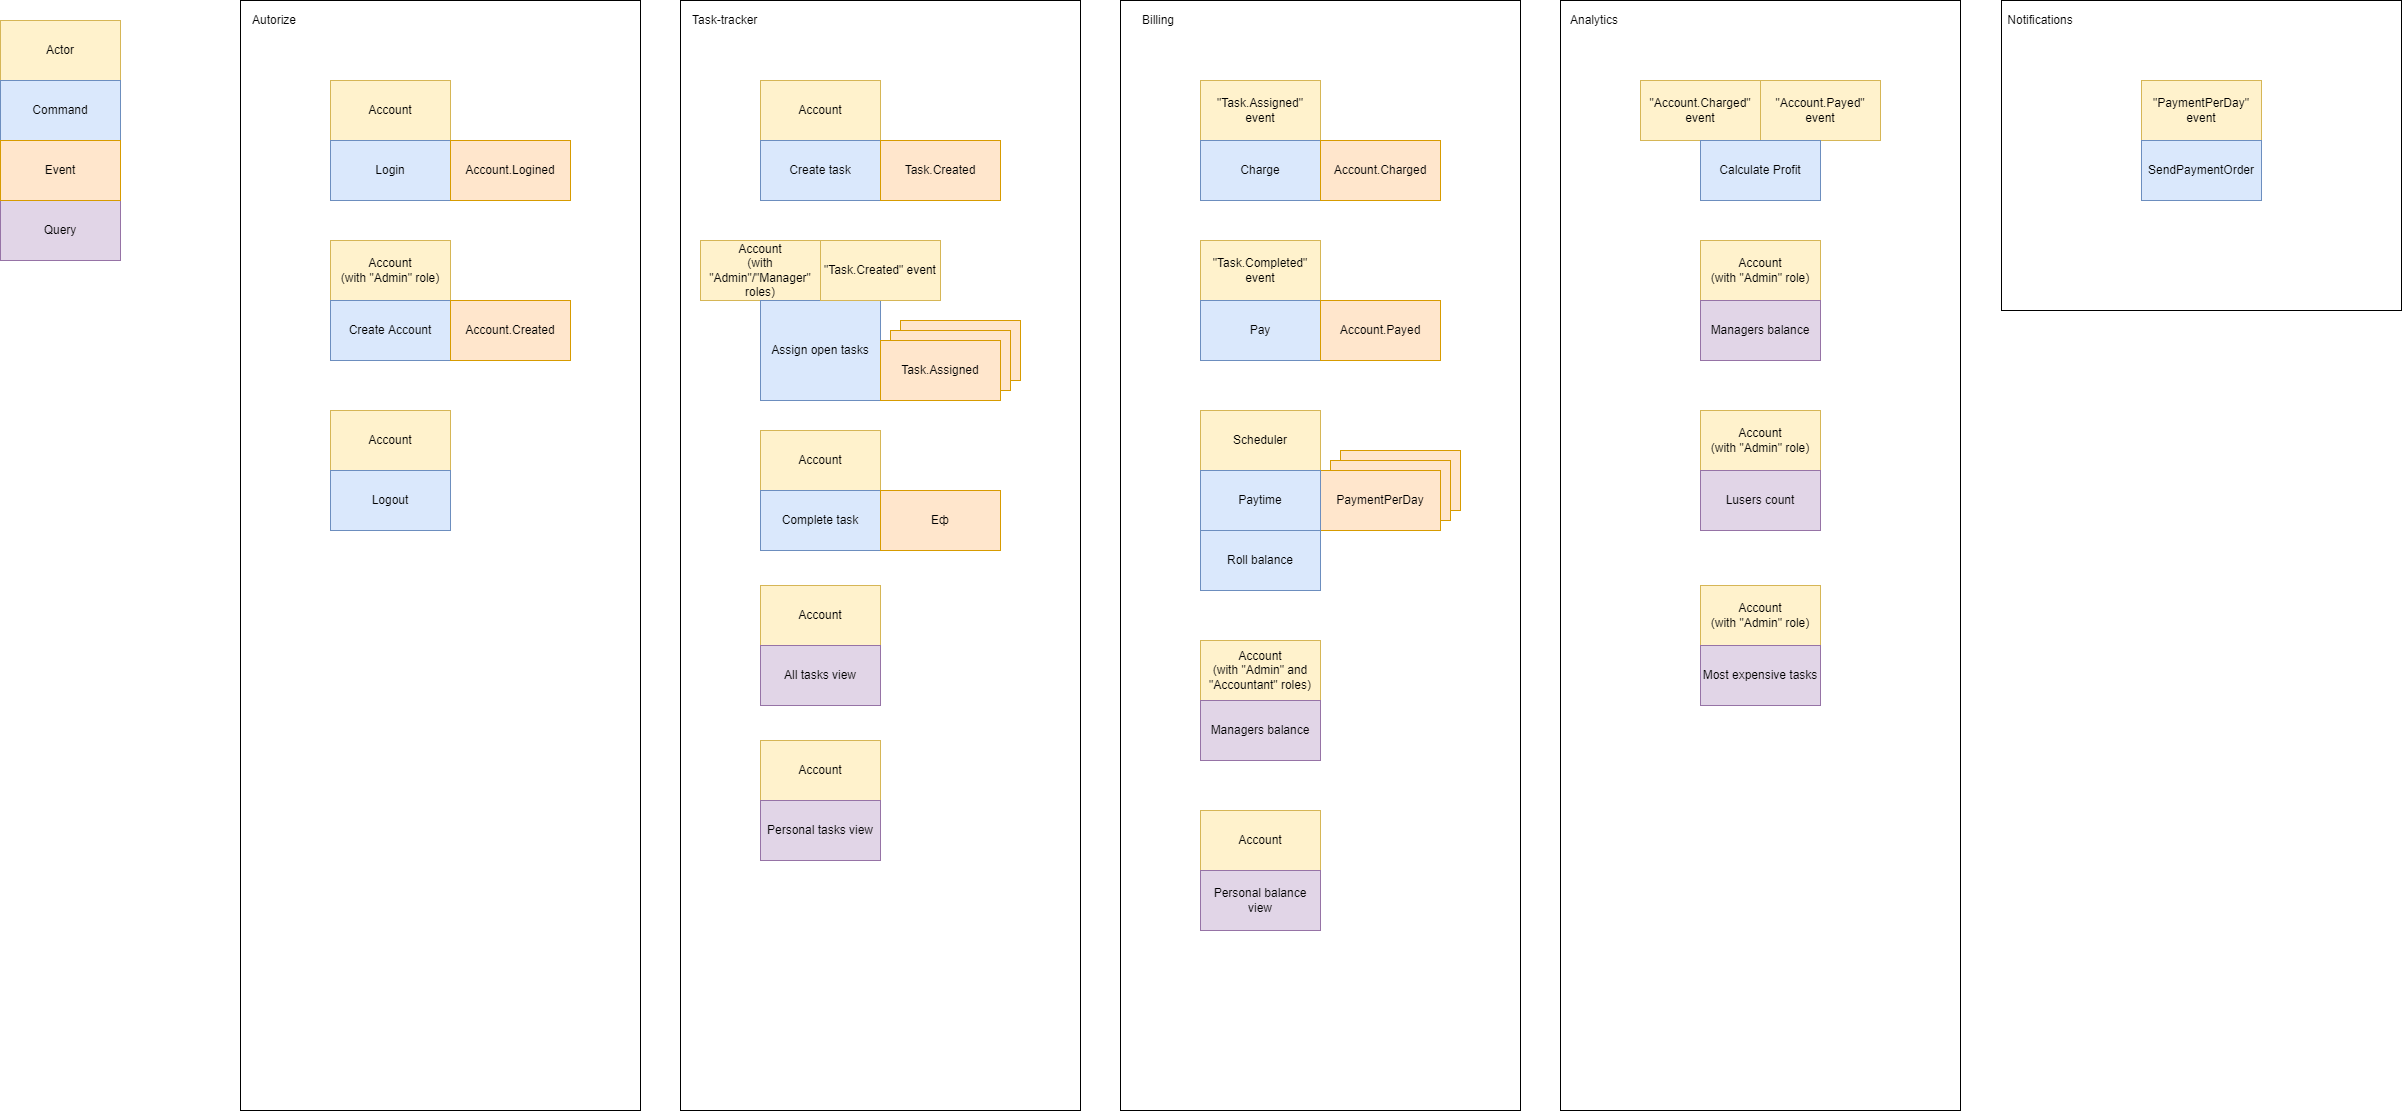 Actor
Command
Event
Query
Autorize
Account
Login
Account.Logined
Account
(with "Admin" role)
Create Account
Account.Created
Account
Logout
Task-tracker
Account
Create task
Task.Created
Account
(with
"Admin"/"Manager"
roles)
"Task.Created" event
Assign open tasks
Task.Assigned
Account
Complete task
Еф
Account
All tasks view
Account
Personal tasks view
Billing
"Task.Assigned"
event
Charge
Account.Charged
"Task.Completed"
event
Pay
Account.Payed
Scheduler
Paytime
PaymentPerDay
Roll balance
Account
(with "Admin" and
"Accountant" roles)
Managers balance
Account
Personal balance
view
Analytics
"Account.Charged"
event
"Account.Payed"
event
Calculate Profit
Account
(with "Admin" role)
Managers balance
Account
(with "Admin" role)
Lusers count
Account
(with "Admin" role)
Most expensive tasks
Notifications
"PaymentPerDay"
event
SendPaymentOrder